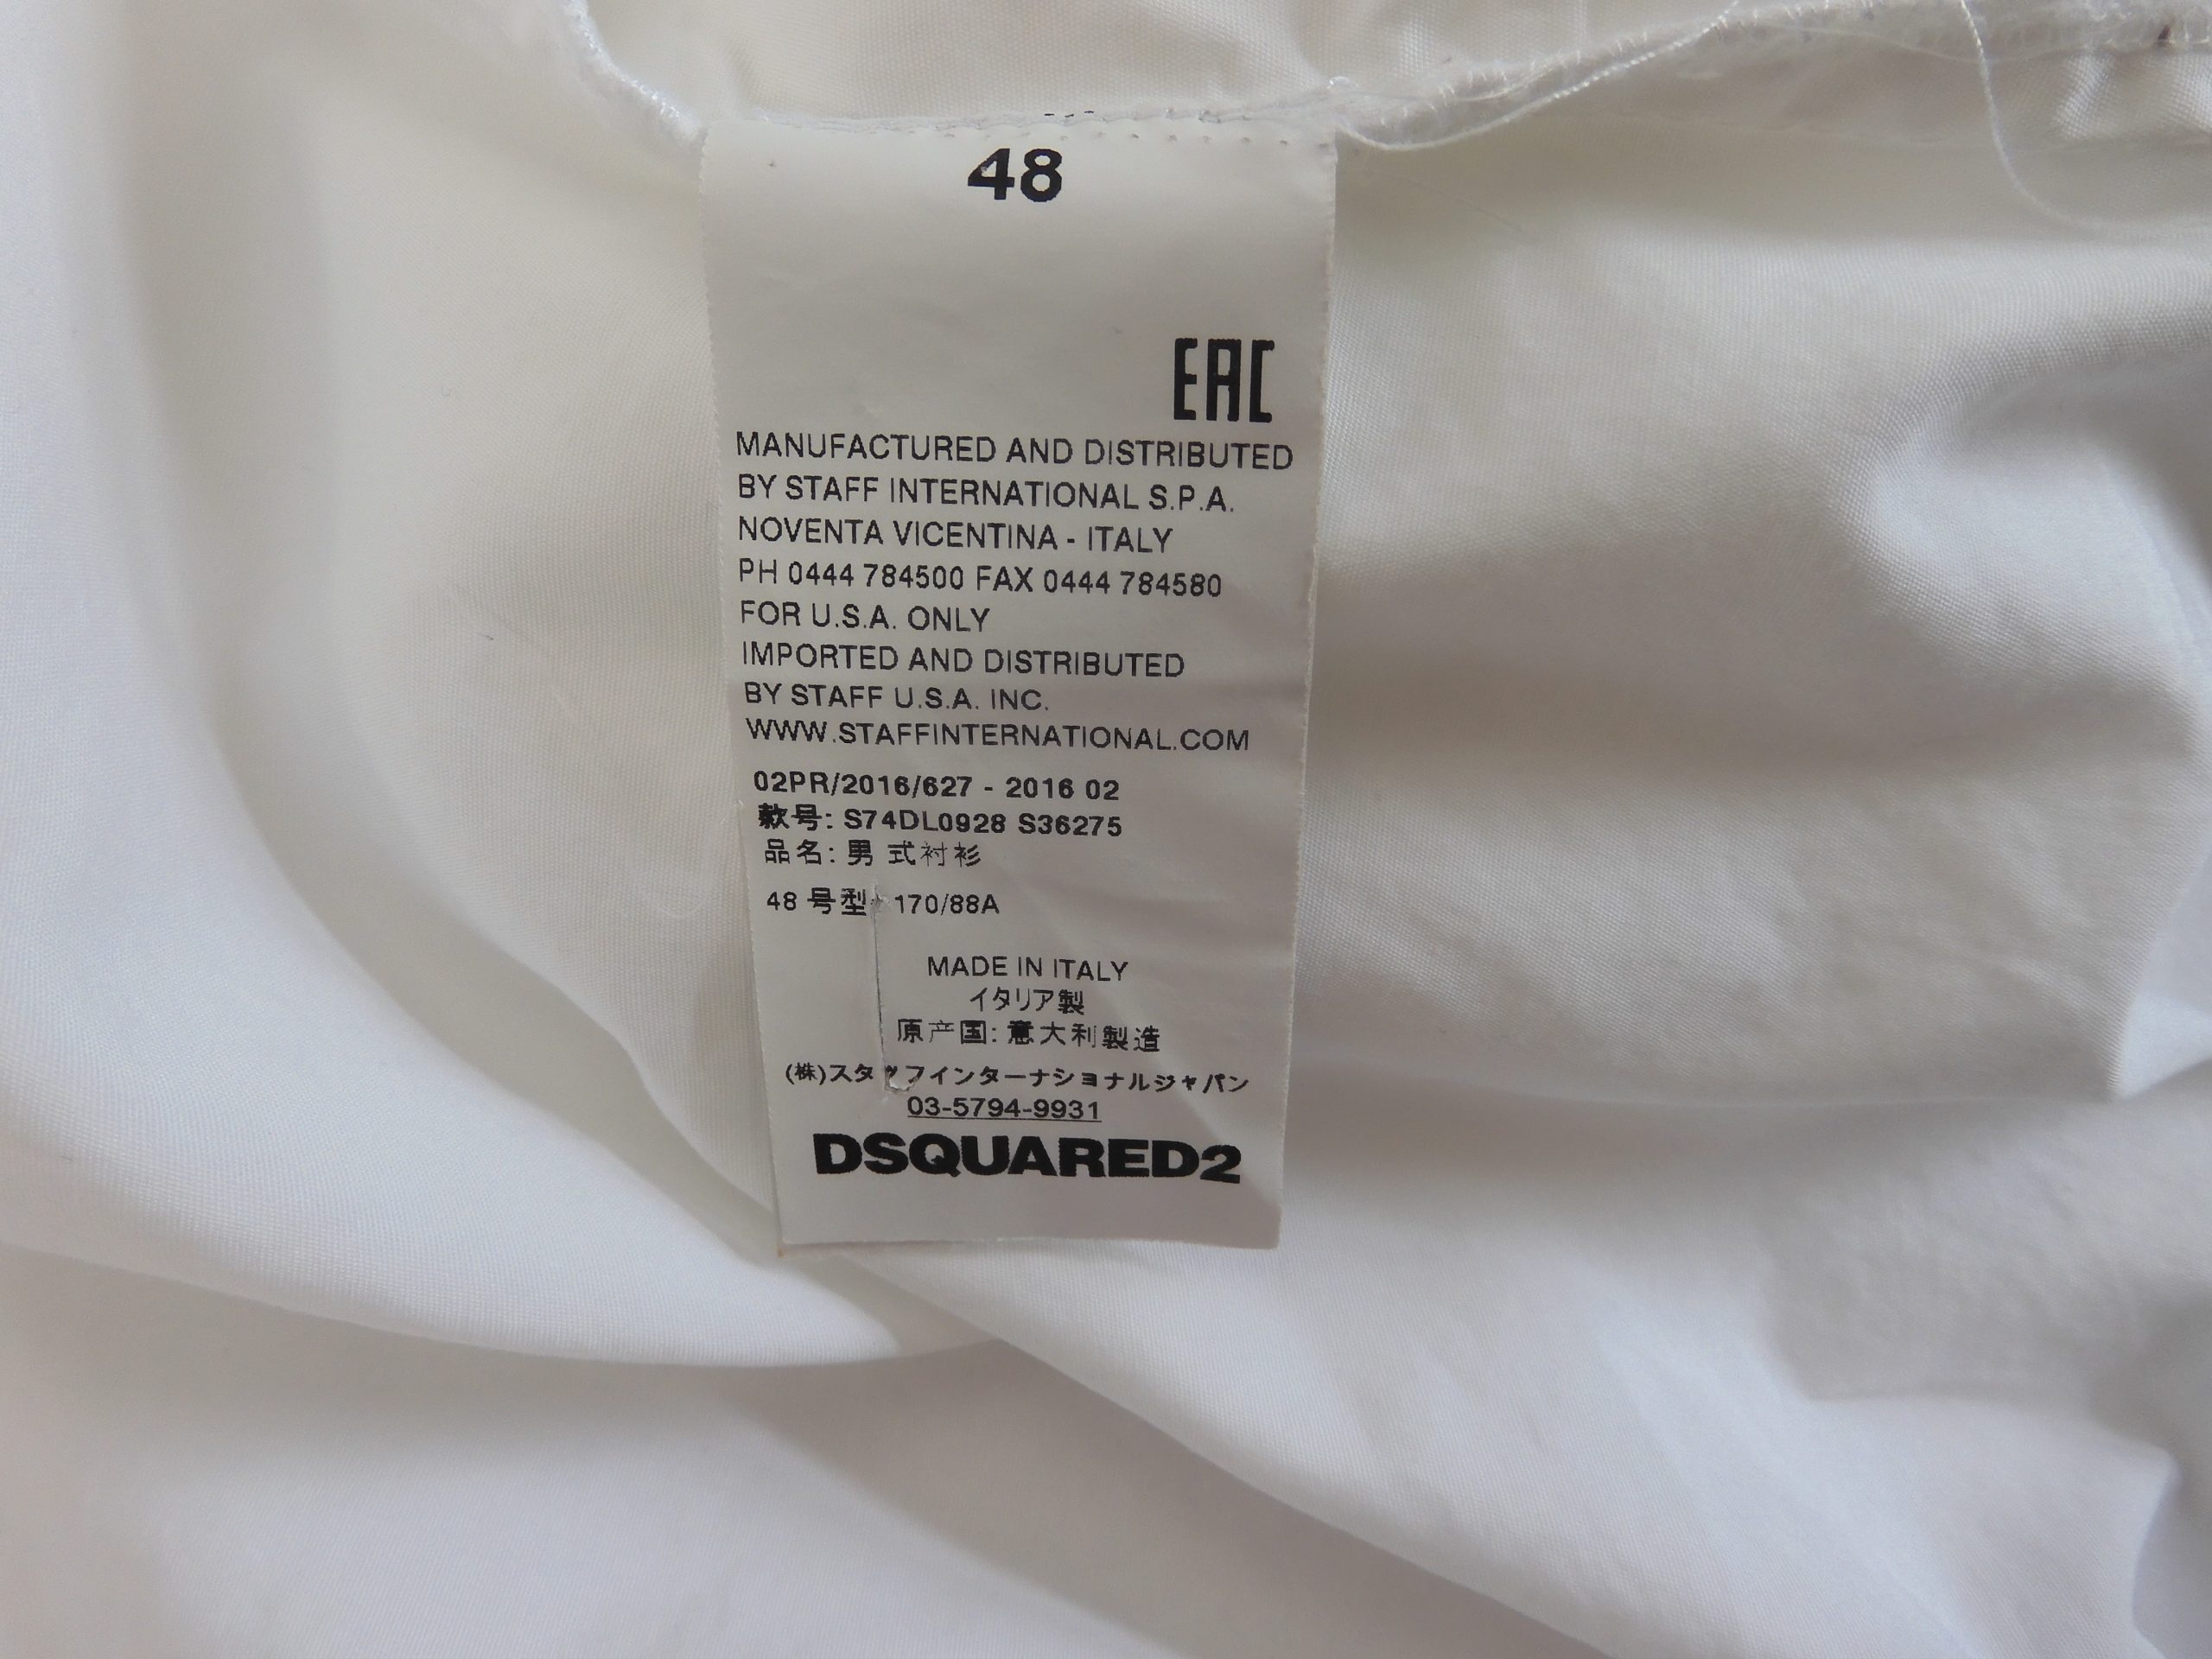 48
EAC
MANUFACTURED AND DISTRIBUTED
BY STAFF INTERNATIONAL S.P.A.
NOVENTA VICENTINA - ITALY
PH 0444 784500 FAX 0444 784580
FOR U.S.A. ONLY
IMPORTED AND DISTRIBUTED
BY STAFF U.S.A. INC.
WWW.STAFFINTERNATIONAL.COM
02PR/2016/627 - 2016 02
款号: S74DL0928 S36275
品名: 男 式衬衫
48 号型 170/88A
MADE IN ITALY
イタリア製
原产国: 意大利製造
(株)スタッフインターナショナルジャパン
03-5794-9931
DSQUARED2